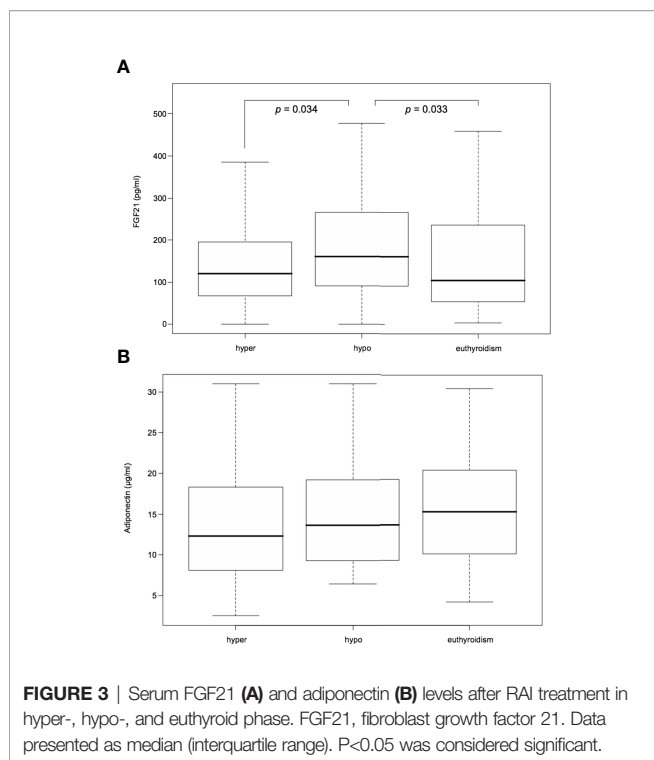 A
FGF21 (pg/ml)
500
400
300
200
100
0
p = 0.034
p = 0.033
hyper
hypo
euthyroidism
B
Adiponectin (µg/ml)
30
25
20
15
10
5
hyper
hypo
euthyroidism
FIGURE 3 | Serum FGF21 (A) and adiponectin (B) levels after RAI treatment in
hyper-, hypo-, and euthyroid phase. FGF21, fibroblast growth factor 21. Data
presented as median (interquartile range). P<0.05 was considered significant.